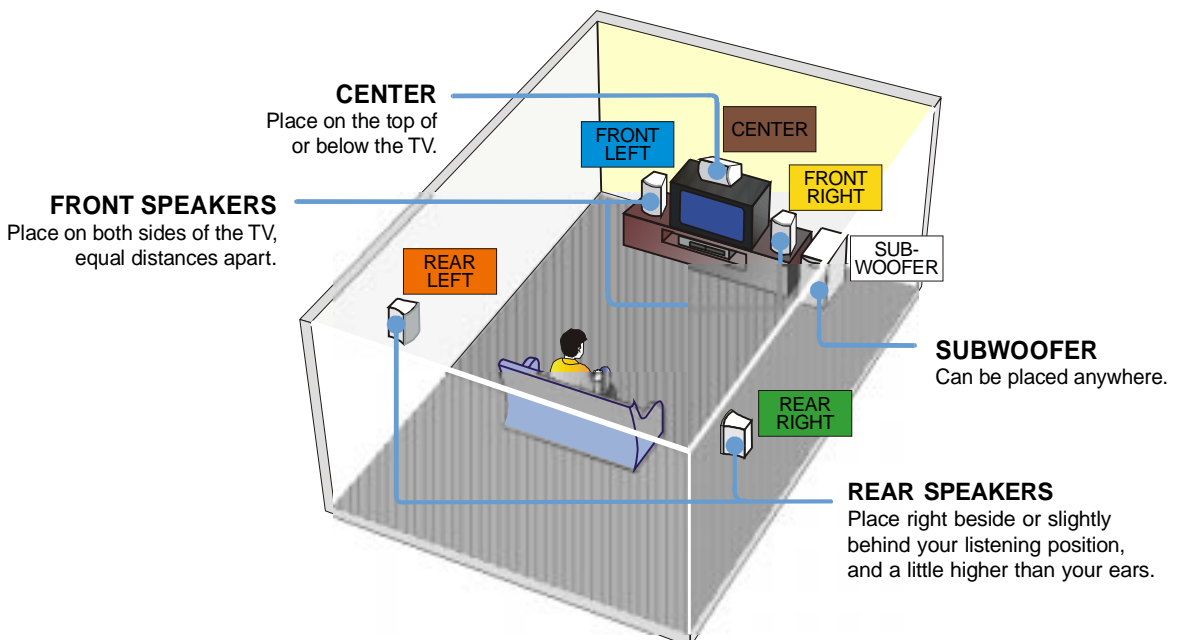 CENTER
Place on the top of
or below the TV.
FRONT
LEFT
CENTER
FRONT
RIGHT
FRONT SPEAKERS
Place on both sides of the TV,
equal distances apart.
REAR
LEFT
SUB-
WOOFER
SUBWOOFER
Can be placed anywhere.
REAR
RIGHT
REAR SPEAKERS
Place right beside or slightly
behind your listening position,
and a little higher than your ears.